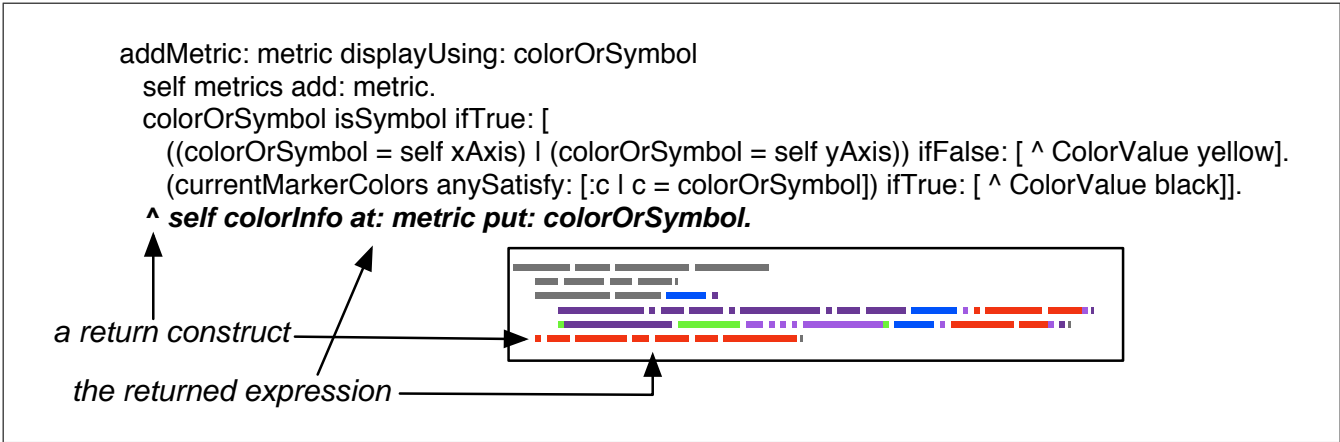 addMetric: metric displayUsing: colorOrSymbol
self metrics add: metric.
colorOrSymbol isSymbol ifTrue: [
((colorOrSymbol = self xAxis) | (colorOrSymbol = self yAxis)) ifFalse: [ ^ ColorValue yellow].
(currentMarkerColors anySatisfy: [:c | c = colorOrSymbol]) ifTrue: [ ^ ColorValue black]].
^ self colorInfo at: metric put: colorOrSymbol.
a return construct
the returned expression